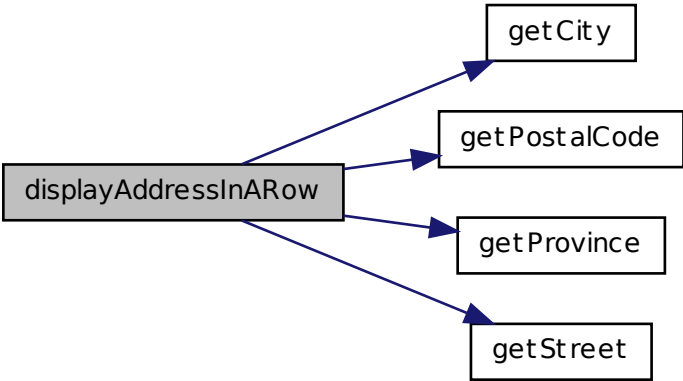 getCity
getPostalCode
displayAddressInARow
getProvince
getStreet